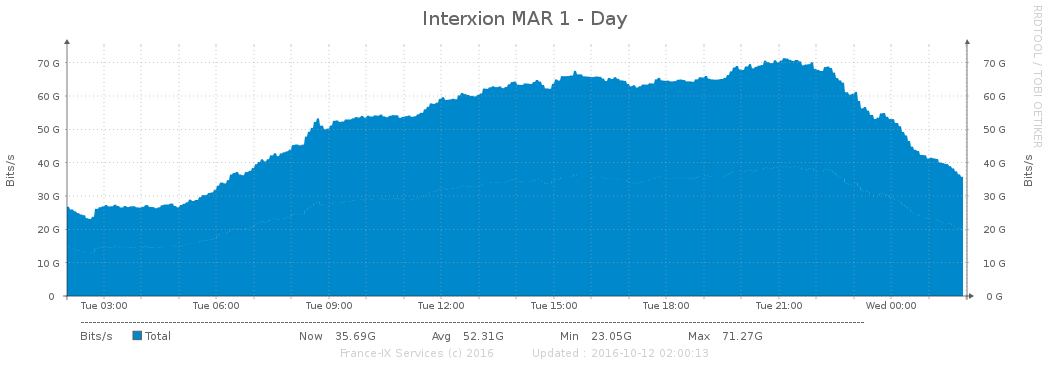 Interxion MAR 1 - Day
RRDTOOL / TOBI OETIKER
Bits/s
70 G 70 G
60 G 60 G
50 G 50 G
40 G 40 G
30 G 30 G
20 G 20 G
10 G 10 G
0 0 G
Bits/s
Tue 03:00 Tue 06:00 Tue 09:00 Tue 12:00 Tue 15:00 Tue 18:00 Tue 21:00 Wed 00:00
Bits/s Total Now 35.69G Avg 52.31G Min 23.05G Max 71.27G
France-IX Services (c) 2016 Updated : 2016-10-12 02:00:13